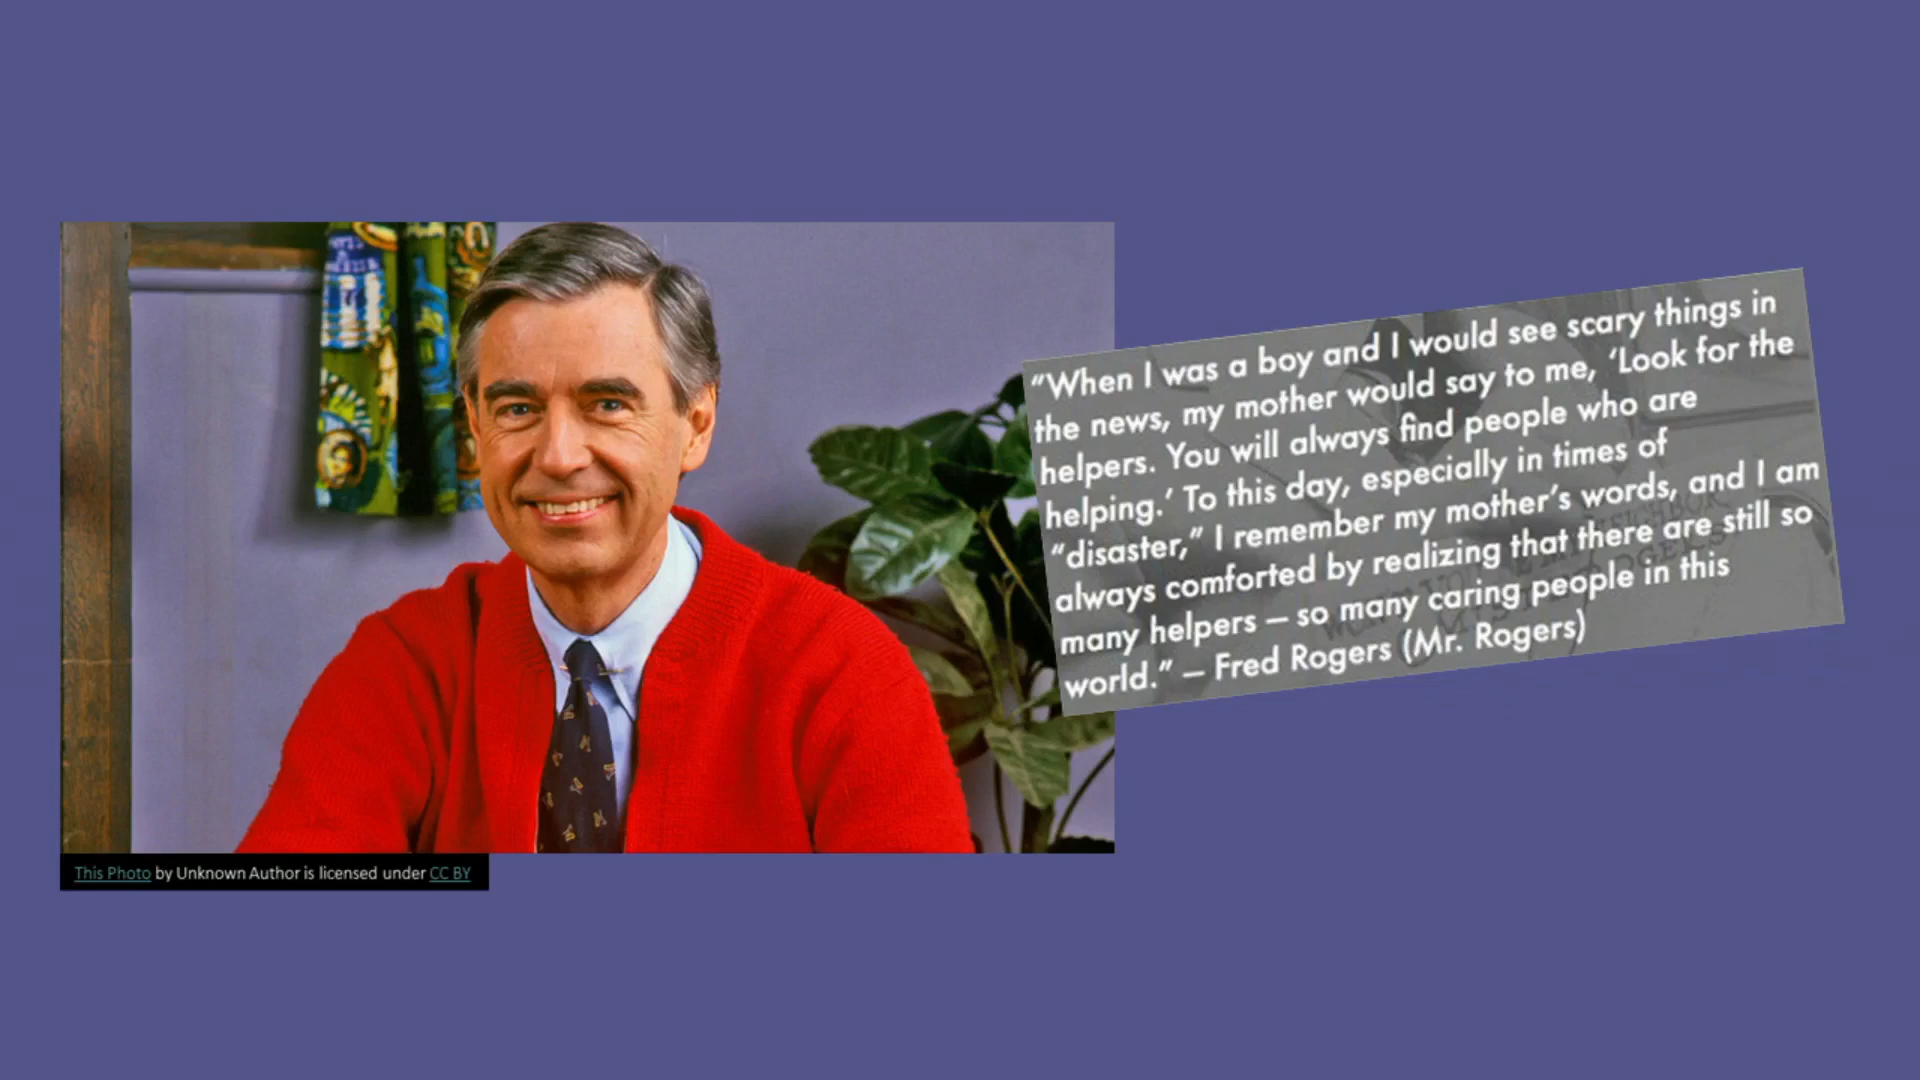 “When I was a boy and I would see scary things in
the news, my mother would say to me, ‘Look for the
helpers. You will always find people who are
helping.’ To this day, especially in times of
“disaster,” I remember my mother’s words, and I am
always comforted by realizing that there are still so
many helpers – so many caring people in this
world.” – Fred Rogers (Mr. Rogers)
This Photo by Unknown Author is licensed under CC BY